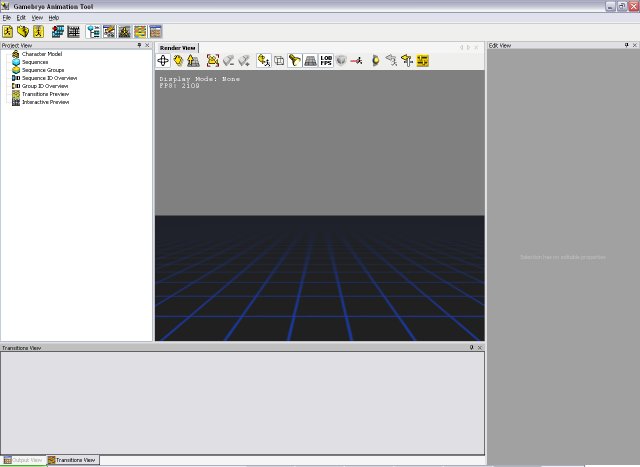 Gamebryo Animation Tool
File Edit View Help
Project View
Character Model
Sequences
Sequence Groups
Sequence ID Overview
Group ID Overview
Transitions Preview
Interactive Preview
Render View
LOG FPS
Display Mode: None
FPS: 2109
Edit View
Selection has no editable properties
Transitions View
Output View
Transitions View